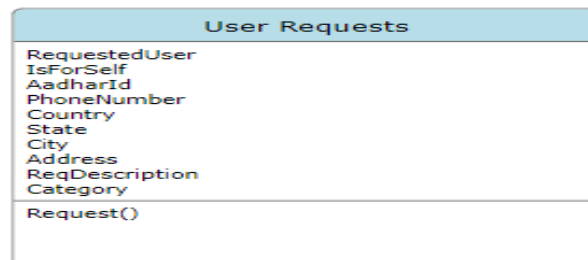 User Requests
RequestedUser
IsForSelf
AadharId
PhoneNumber
Country
State
City
Address
ReqDescription
Category
Request()